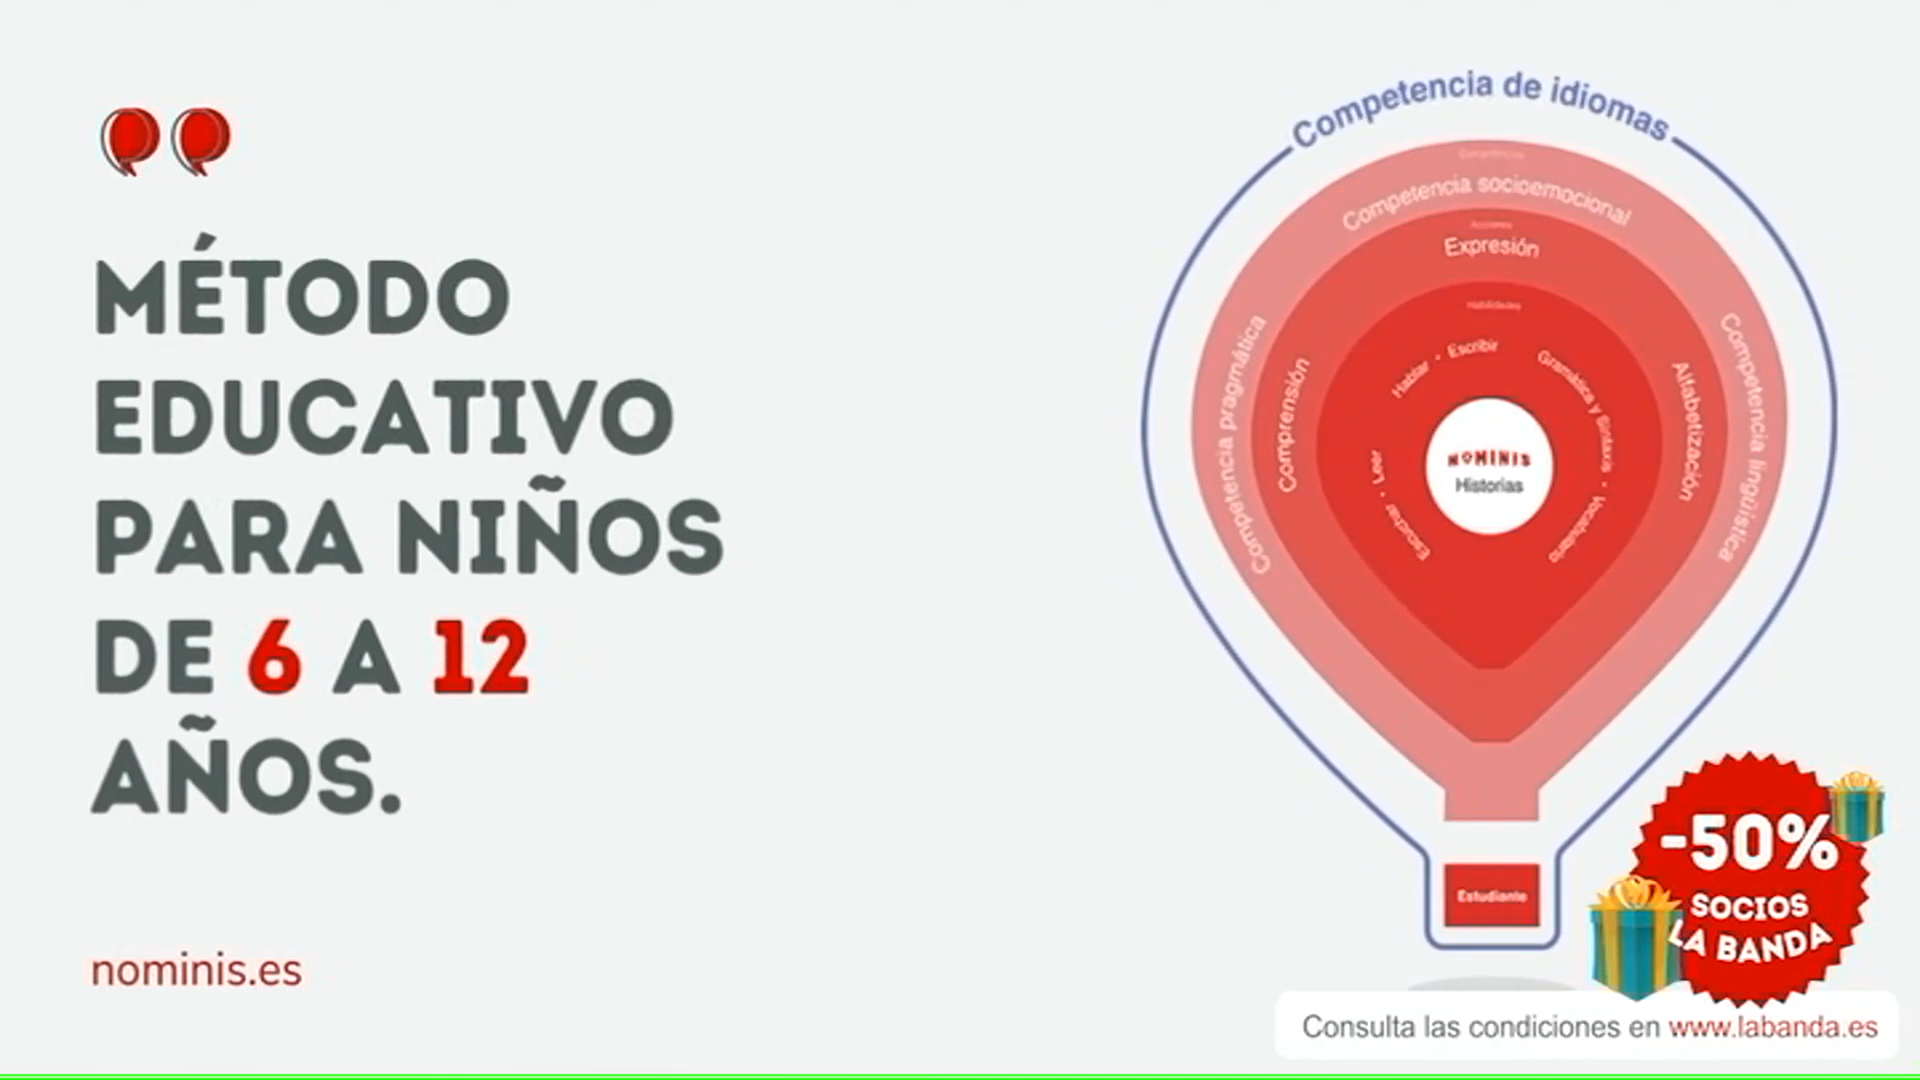 MÉTODO
EDUCATIVO
PARA NIÑOS
DE 6 A 12
AÑOS.
nominis.es
Competencia de idiomas
Competencia socioemocional
Acciones
Expresión
Habilidades
Competencia pragmática
Comprensión
Escuchar • Leer
Hablar • Escribir
Gramática y Sintaxis • Vocabulario
Alfabetización
Competencia lingüística
NOMINIS
Historias
Estudiante
-50%
SOCIOS
LA BANDA
Consulta las condiciones en www.labanda.es